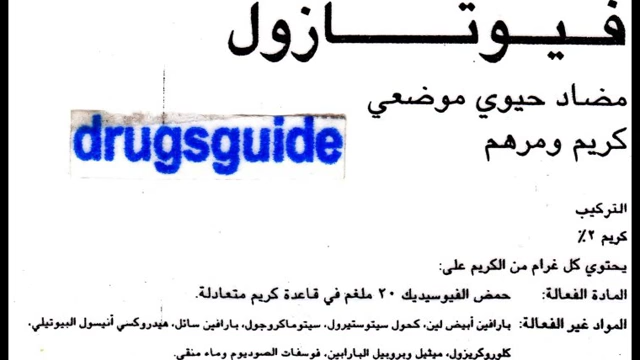 فيوتازول
مضاد حيوي موضعي
كريم ومرهم
drugsguide
التركيب
كريم ٢٪
يحتوي كل غرام من الكريم على:
المادة الفعالة: حمض الفيوسيديك ٢٠ ملغم في قاعدة كريم متعادلة.
المواد غير الفعالة: بارافين أبيض لين، كحول سيتوستيرول، سيتوماكروجول، بارافين سائل، هيدروكسي أنيسول البيوتيلي،
كلوروكريزول، ميثيل وبروبيل البارابين، فوسفات الصوديوم وماء منقى.